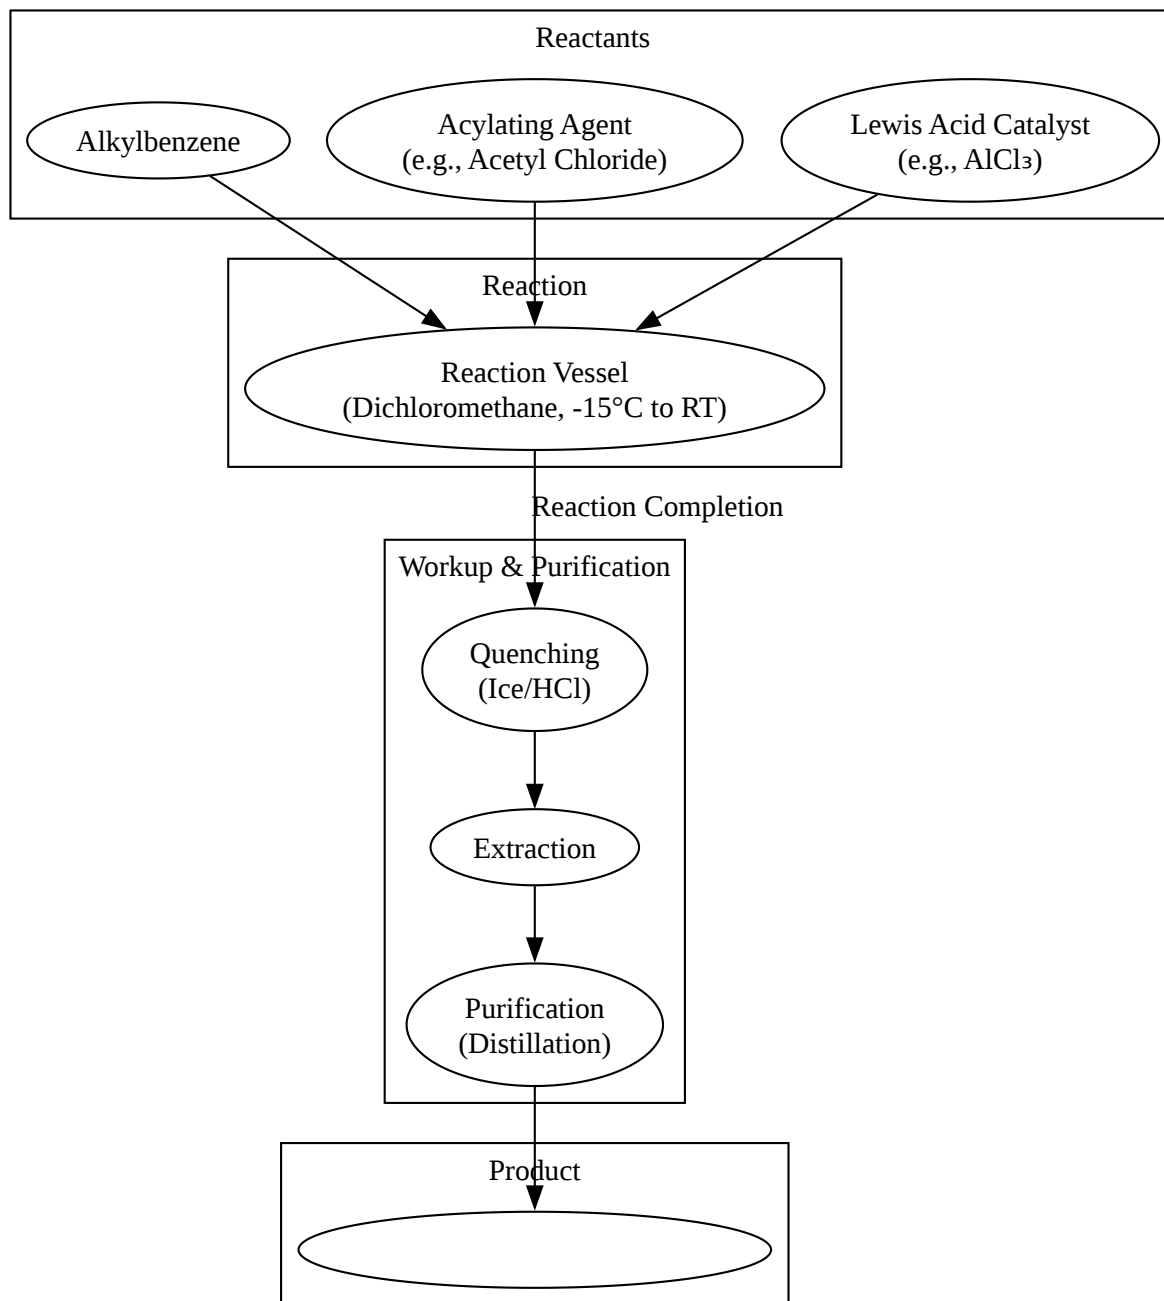 Reactants
Alkylbenzene
Acylating Agent
(e.g., Acetyl Chloride)
Lewis Acid Catalyst
(e.g., AlCl₃)
Reaction
Reaction Vessel
(Dichloromethane, -15°C to RT)
Reaction Completion
Workup & Purification
Quenching
(Ice/HCl)
Extraction
Purification
(Distillation)
Product